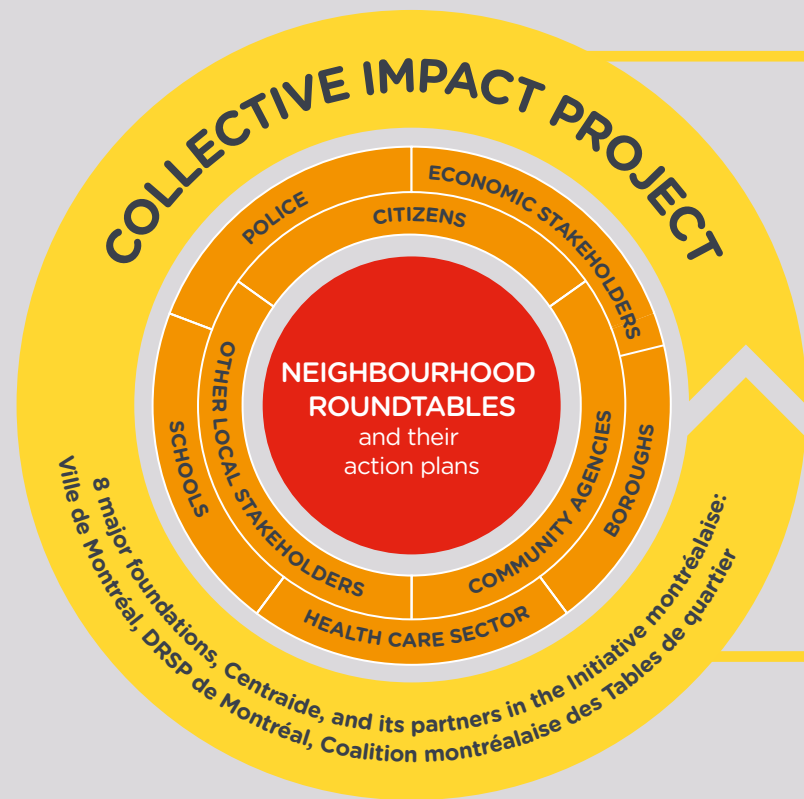 COLLECTIVE IMPACT PROJECT
POLICE
ECONOMIC STAKEHOLDERS
CITIZENS
NEIGHBOURHOOD
ROUNDTABLES
and their
action plans
OTHER LOCAL STAKEHOLDERS
SCHOOLS
COMMUNITY AGENCIES
BOROUGHS
HEALTH CARE SECTOR
8 major foundations, Centraide, and its partners in the Initiative montréalaise:
Ville de Montréal, DRSP de Montréal, Coalition montréalaise des Tables de quartier